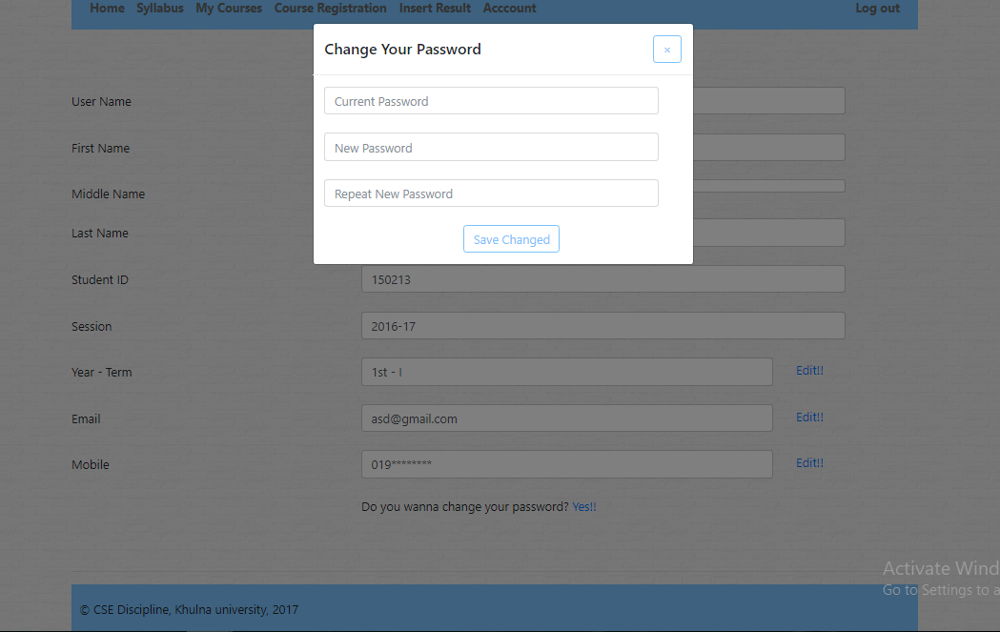 Home Syllabus My Courses Course Registration Insert Result Acccount Log out
Change Your Password ×
Current Password
New Password
Repeat New Password
Save Changed
User Name
First Name
Middle Name
Last Name
Student ID 150213
Session 2016-17
Year - Term 1st - I Edit!!
Email asd@gmail.com Edit!!
Mobile 019******** Edit!!
Do you wanna change your password? Yes!!
Activate Wind
Go to Settings to a
© CSE Discipline, Khulna university, 2017